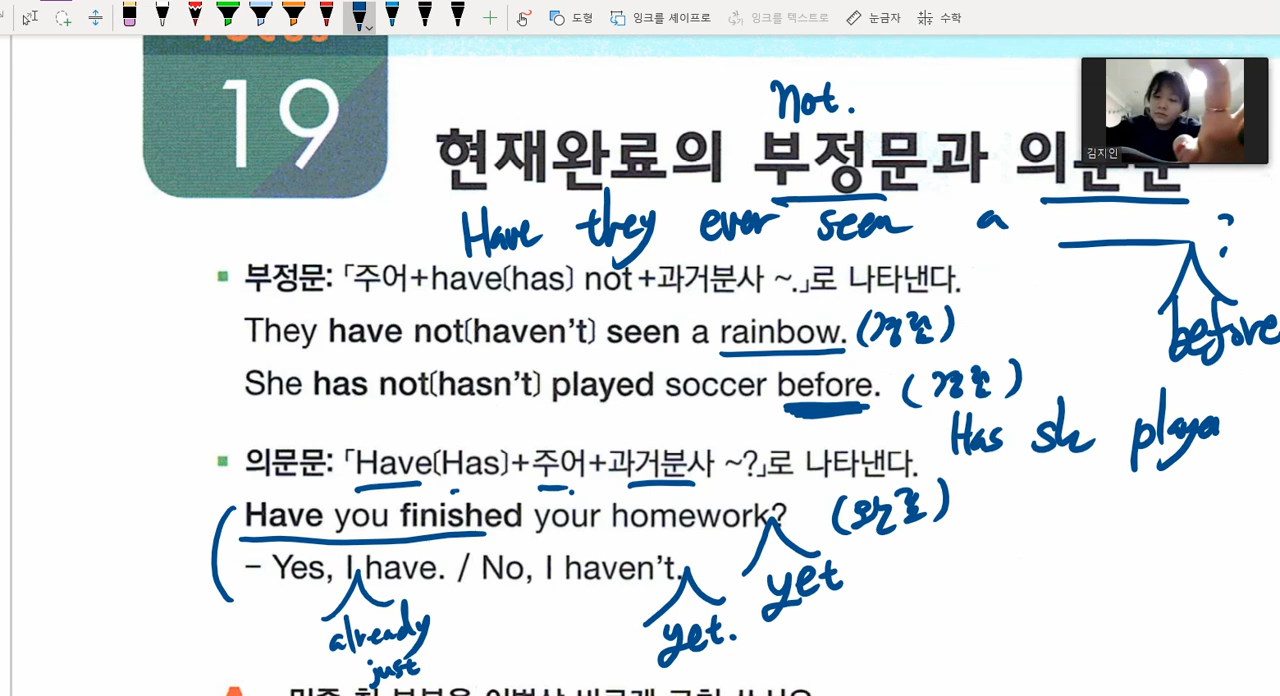 도형 잉크를 셰이프로 잉크를 텍스트로 눈금자 수학
Focus
19
not.
김지인
현재완료의 부정문과 의문문
Have they ever seen a ?
before
부정문: 「주어+have(has) not+과거분사 ~.」로 나타낸다.
They have not(haven't) seen a rainbow. (경험)
She has not(hasn't) played soccer before. (경험)
Has she playe
의문문: 「Have(Has)+주어+과거분사 ~?」로 나타낸다.
Have you finished your homework? (완료)
yet
– Yes, I have. / No, I haven't.
already
just
yet.